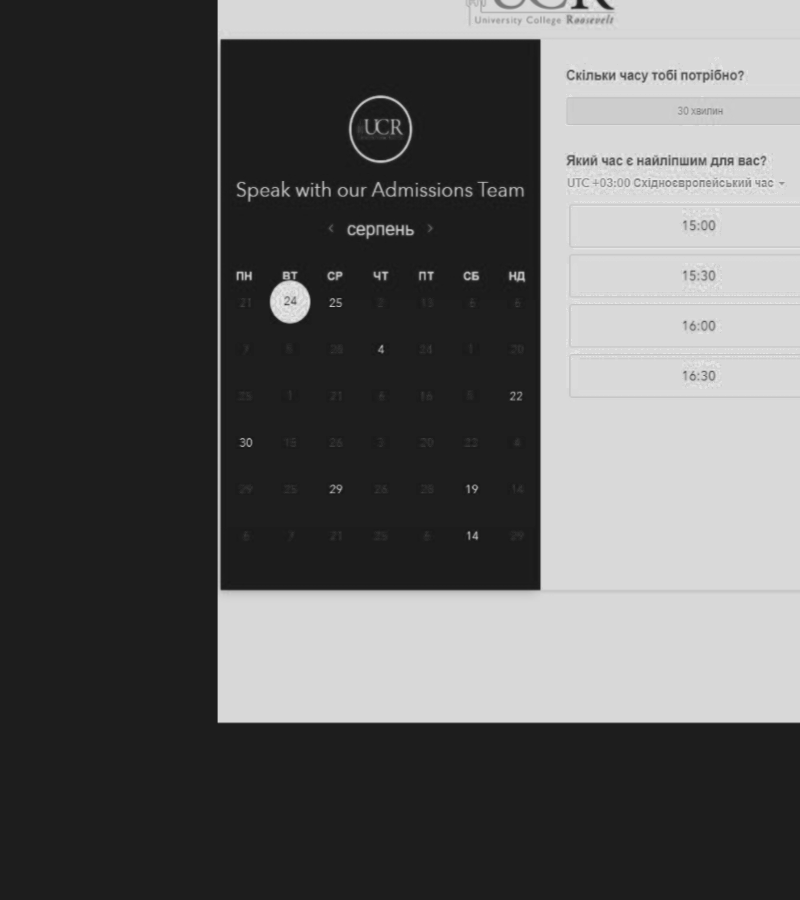 UCR
University College Roosevelt
UCR
Speak with our Admissions Team
‹ серпень ›
ПН ВТ СР ЧТ ПТ СБ НД
21 24 25 2 13 6 6
7 6 26 4 24 1 20
25 1 21 6 16 8 22
30 13 26 3 20 22 4
29 25 29 26 28 19 14
6 7 21 25 6 14 29
Скільки часу тобі потрібно?
30 хвилин
Який час є найліпшим для вас?
UTC +03:00 Східноєвропейський час
15:00
15:30
16:00
16:30